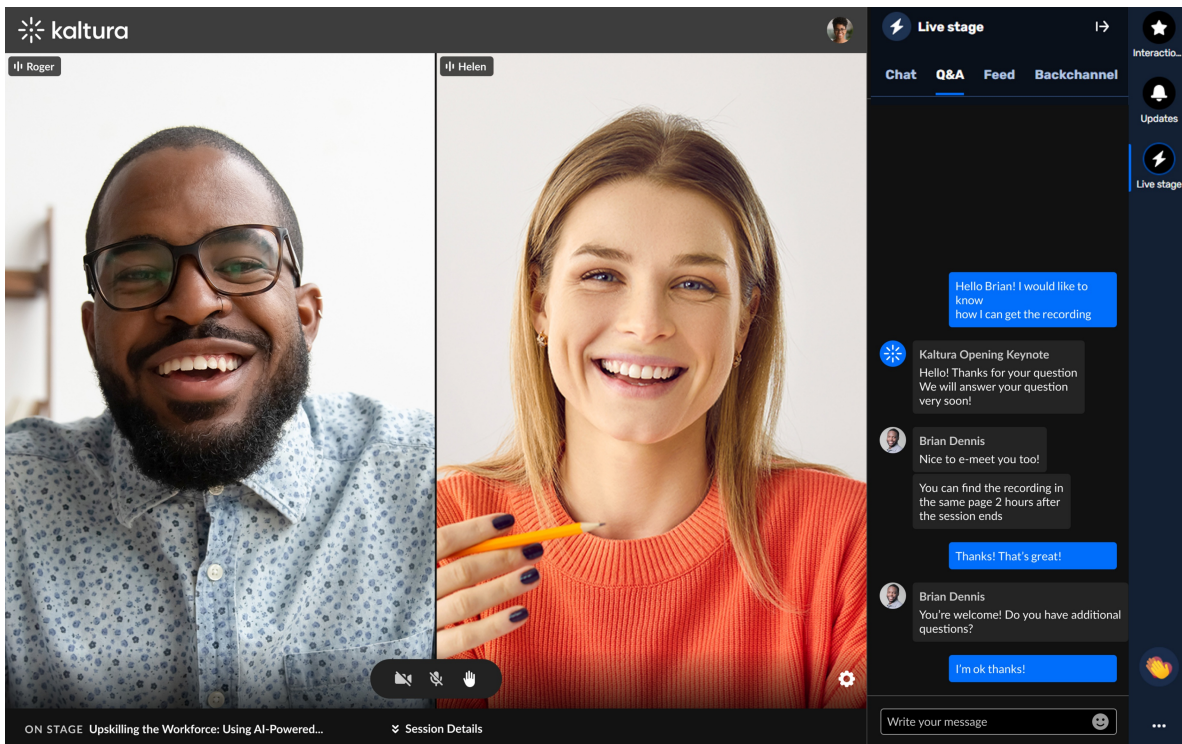 kaltura
Roger
Helen
Live stage
Chat Q&A Feed Backchannel
Hello Brian! I would like to
know
how I can get the recording
Kaltura Opening Keynote
Hello! Thanks for your question
We will answer your question
very soon!
Brian Dennis
Nice to e-meet you too!
You can find the recording in
the same page 2 hours after
the session ends
Thanks! That's great!
Brian Dennis
You're welcome! Do you have additional
questions?
I'm ok thanks!
Write your message
Interactio...
Updates
Live stage
ON STAGE Upskilling the Workforce: Using AI-Powered...
Session Details